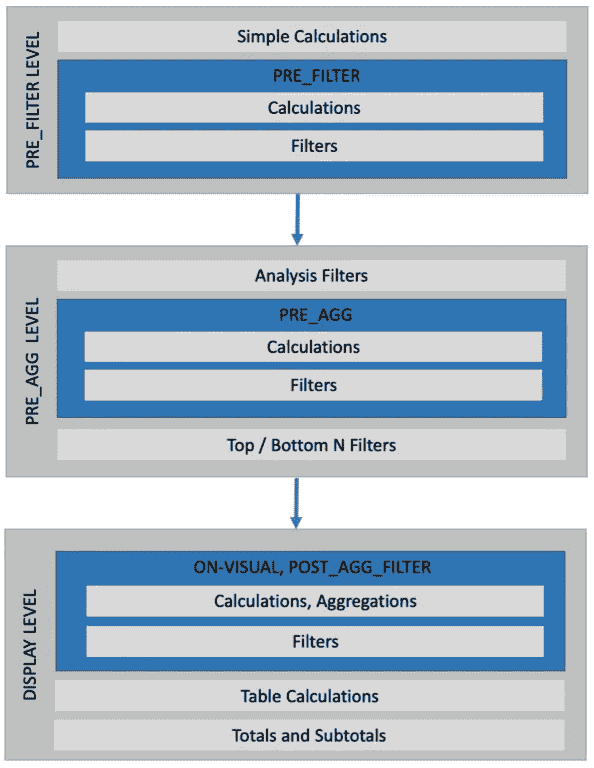 PRE_FILTER LEVEL
Simple Calculations
PRE_FILTER
Calculations
Filters
PRE_AGG LEVEL
Analysis Filters
PRE_AGG
Calculations
Filters
Top / Bottom N Filters
DISPLAY LEVEL
ON-VISUAL, POST_AGG_FILTER
Calculations, Aggregations
Filters
Table Calculations
Totals and Subtotals